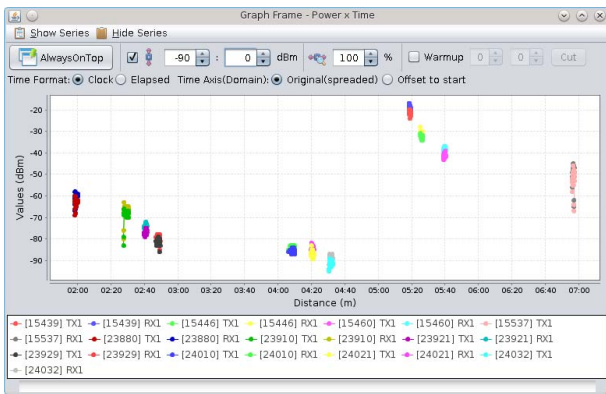 Graph Frame - Power x Time
Show Series Hide Series
AlwaysOnTop -90 : 0 dBm 100 % Warmup 0 0 Cut
Time Format: Clock Elapsed Time Axis(Domain): Original(spreaded) Offset to start
Values (dBm)
-20
-30
-40
-50
-60
-70
-80
-90
02:00 02:20 02:40 03:00 03:20 03:40 04:00 04:20 04:40 05:00 05:20 05:40 06:00 06:20 06:40 07:00
Distance (m)
[15439] TX1 [15439] RX1 [15446] TX1 [15446] RX1 [15460] TX1 [15460] RX1 [15537] TX1
[15537] RX1 [23880] TX1 [23880] RX1 [23910] TX1 [23910] RX1 [23921] TX1 [23921] RX1
[23929] TX1 [23929] RX1 [24010] TX1 [24010] RX1 [24021] TX1 [24021] RX1 [24032] TX1
[24032] RX1